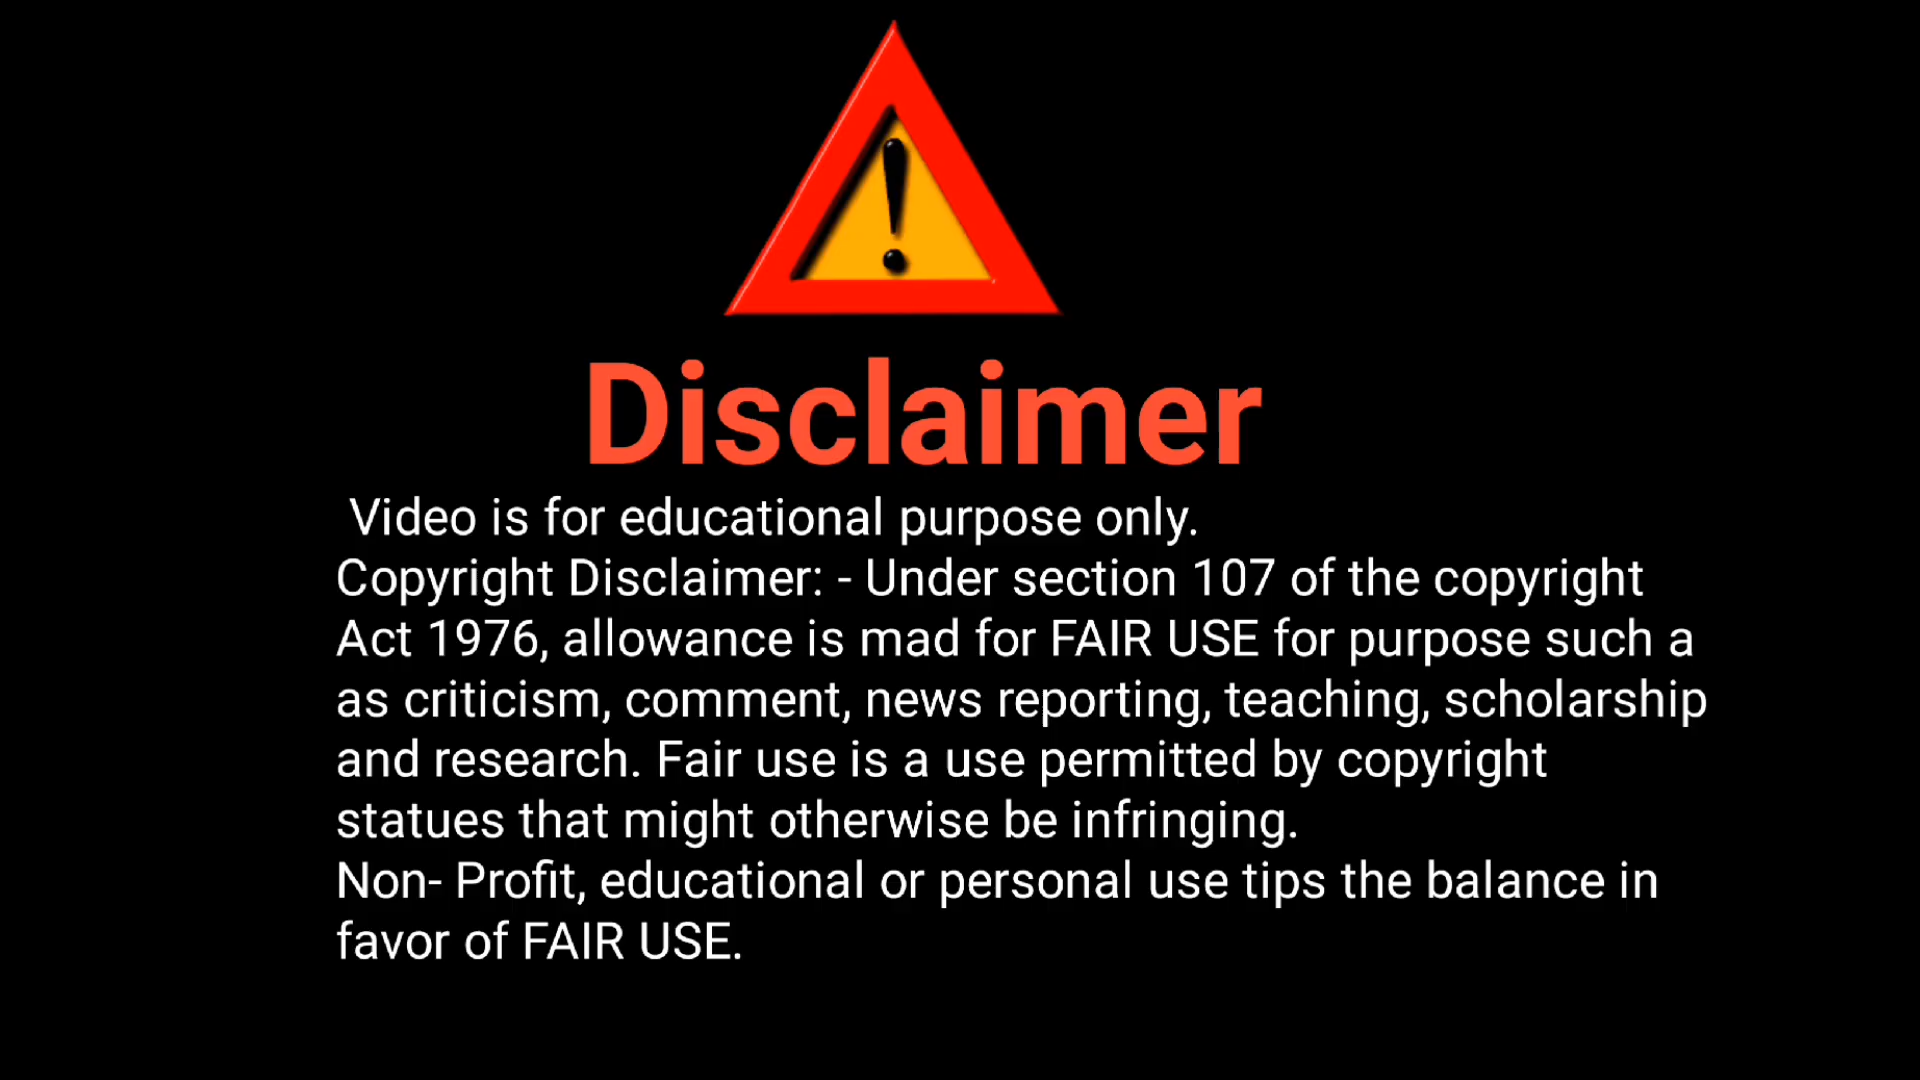 Disclaimer
Video is for educational purpose only.
Copyright Disclaimer: - Under section 107 of the copyright
Act 1976, allowance is mad for FAIR USE for purpose such a
as criticism, comment, news reporting, teaching, scholarship
and research. Fair use is a use permitted by copyright
statues that might otherwise be infringing.
Non- Profit, educational or personal use tips the balance in
favor of FAIR USE.